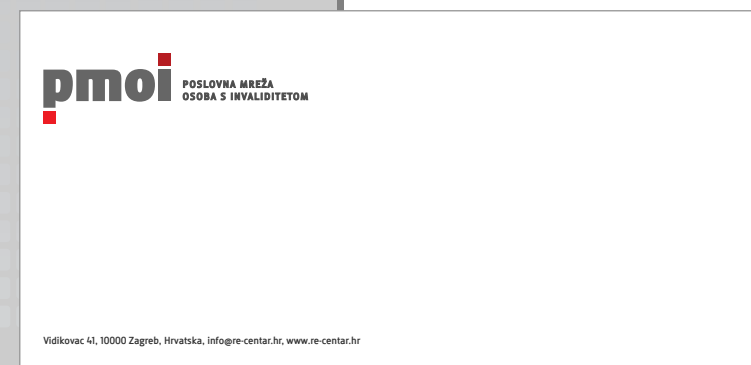 pmoi
POSLOVNA MREŽA
OSOBA S INVALIDITETOM
Vidikovac 41, 10000 Zagreb, Hrvatska, info@re-centar.hr, www.re-centar.hr